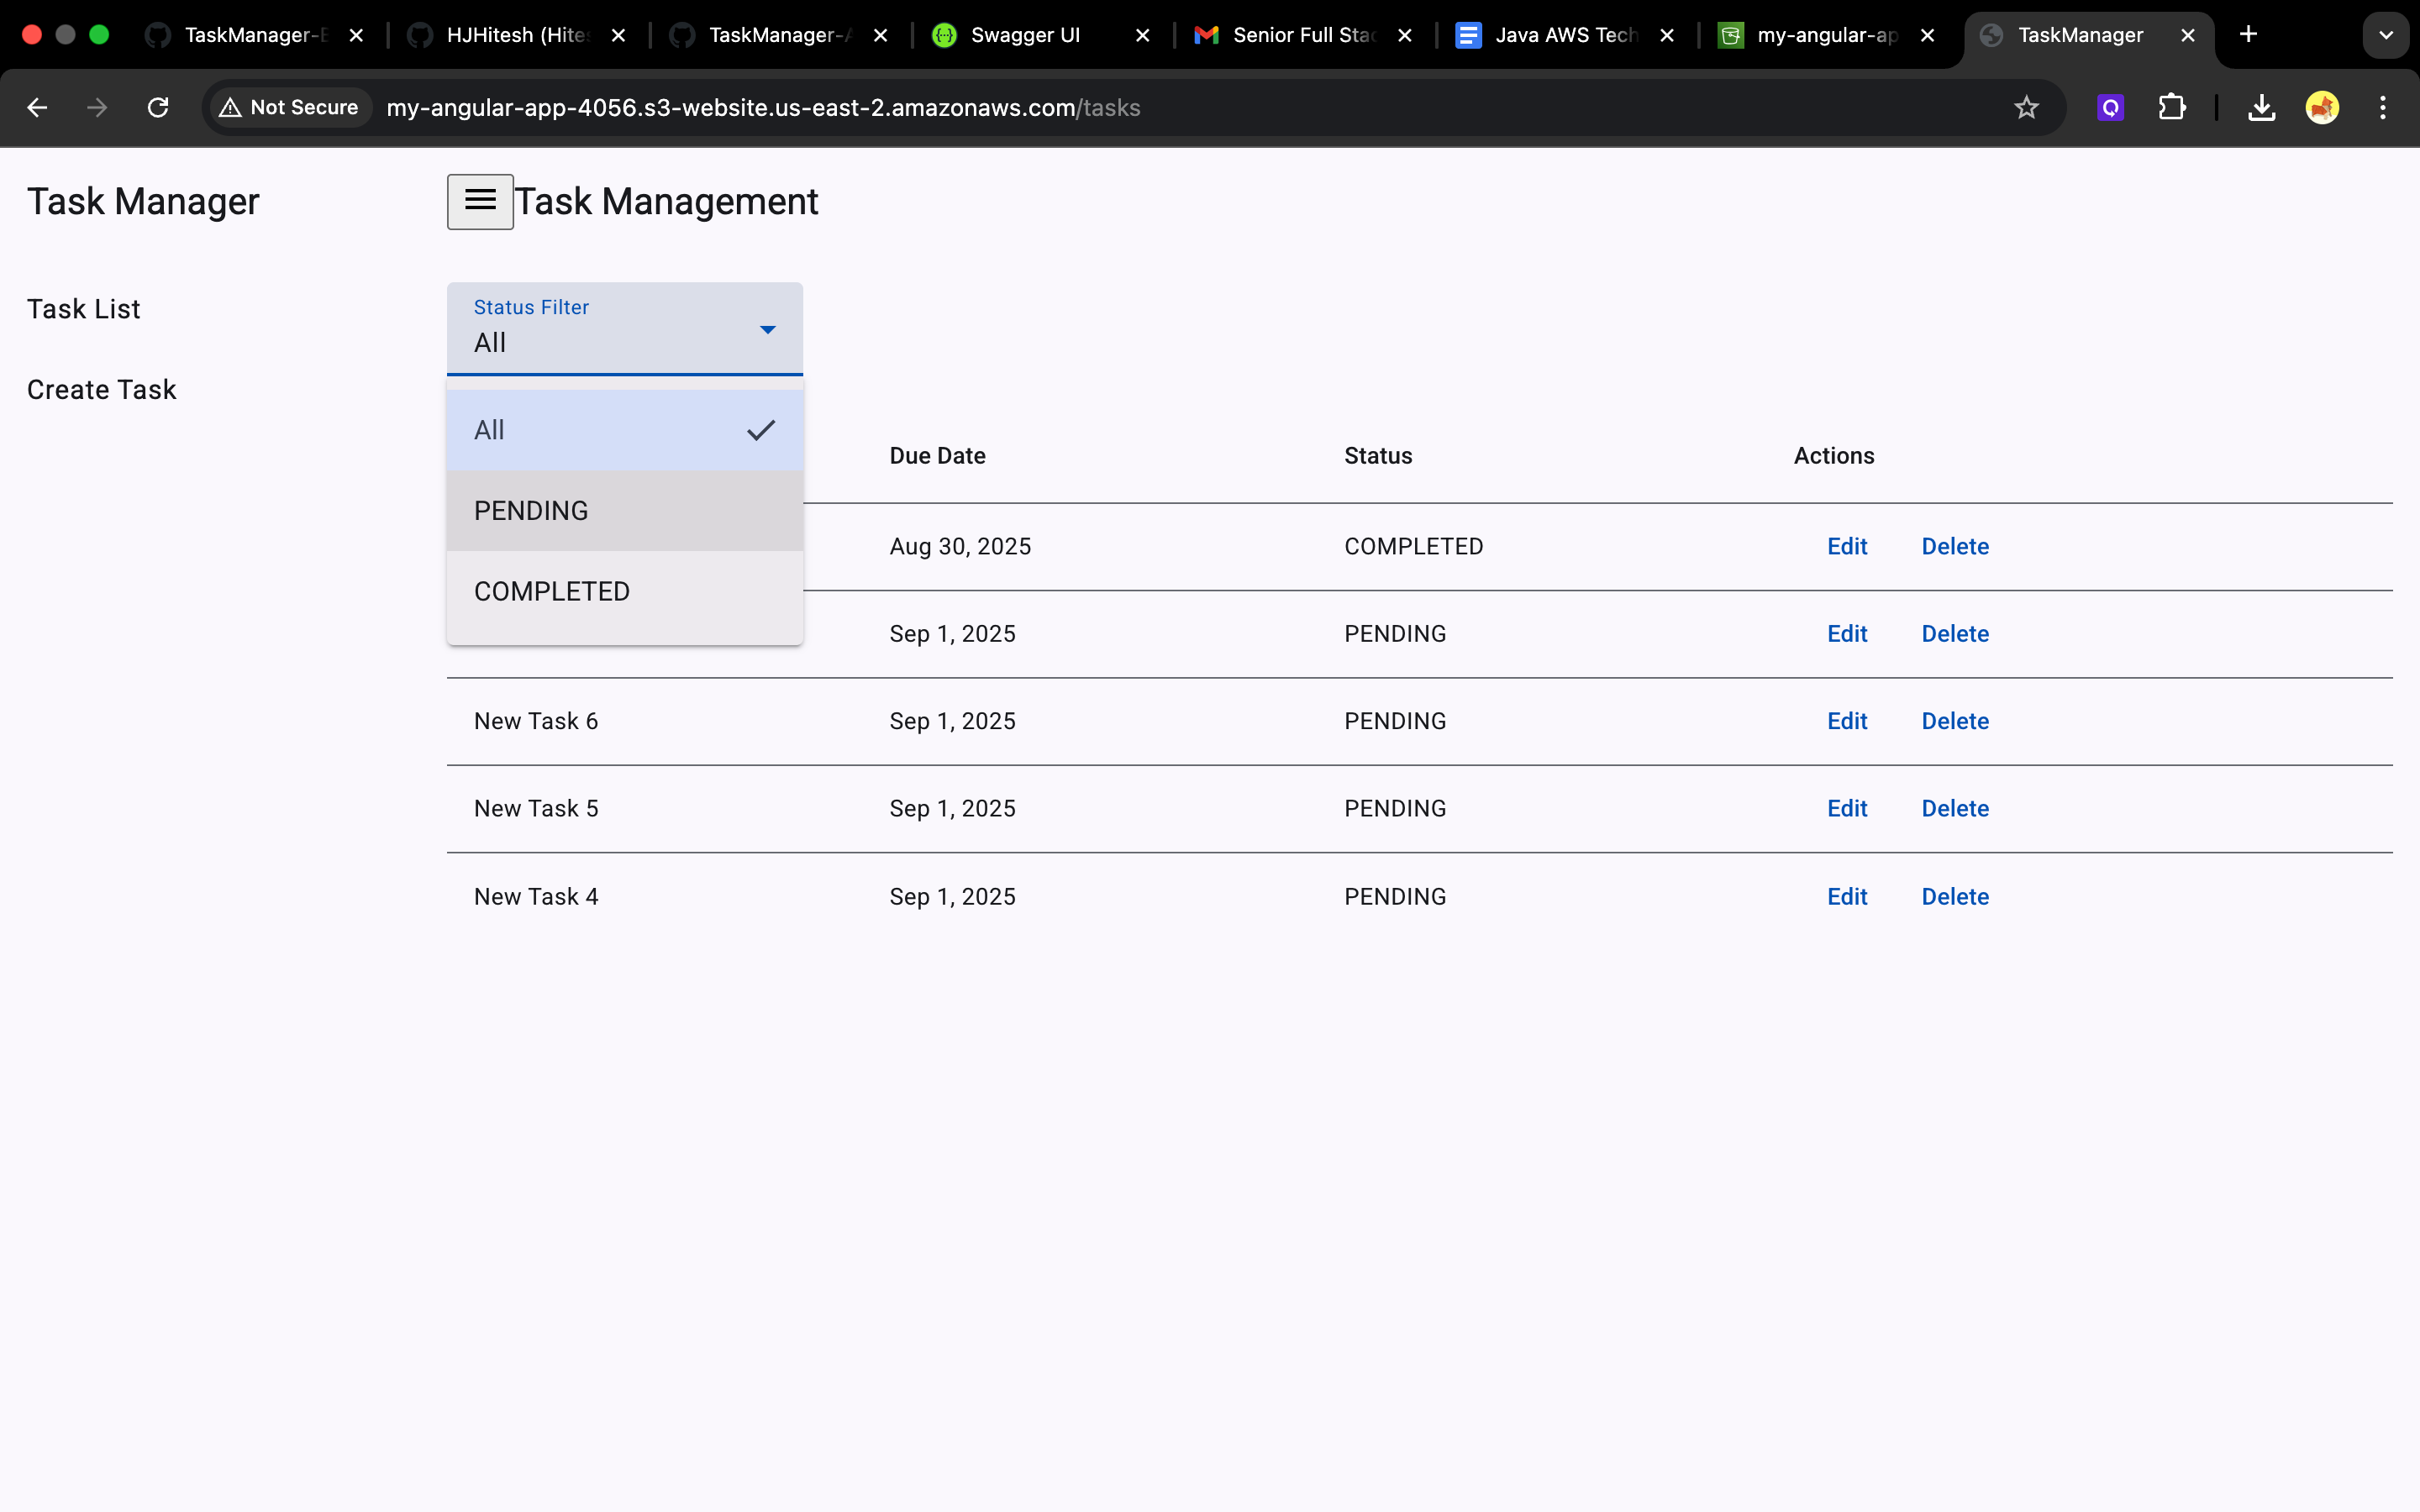 TaskManager-E
HJHitesh (Hites
TaskManager-A
Swagger UI
Senior Full Stac
Java AWS Tech
my-angular-ap
TaskManager
Not Secure
my-angular-app-4056.s3-website.us-east-2.amazonaws.com/tasks
Task Manager
Task Management
Task List
Create Task
Status Filter
All
All
PENDING
COMPLETED
Due Date Status Actions
Aug 30, 2025 COMPLETED Edit Delete
Sep 1, 2025 PENDING Edit Delete
New Task 6 Sep 1, 2025 PENDING Edit Delete
New Task 5 Sep 1, 2025 PENDING Edit Delete
New Task 4 Sep 1, 2025 PENDING Edit Delete